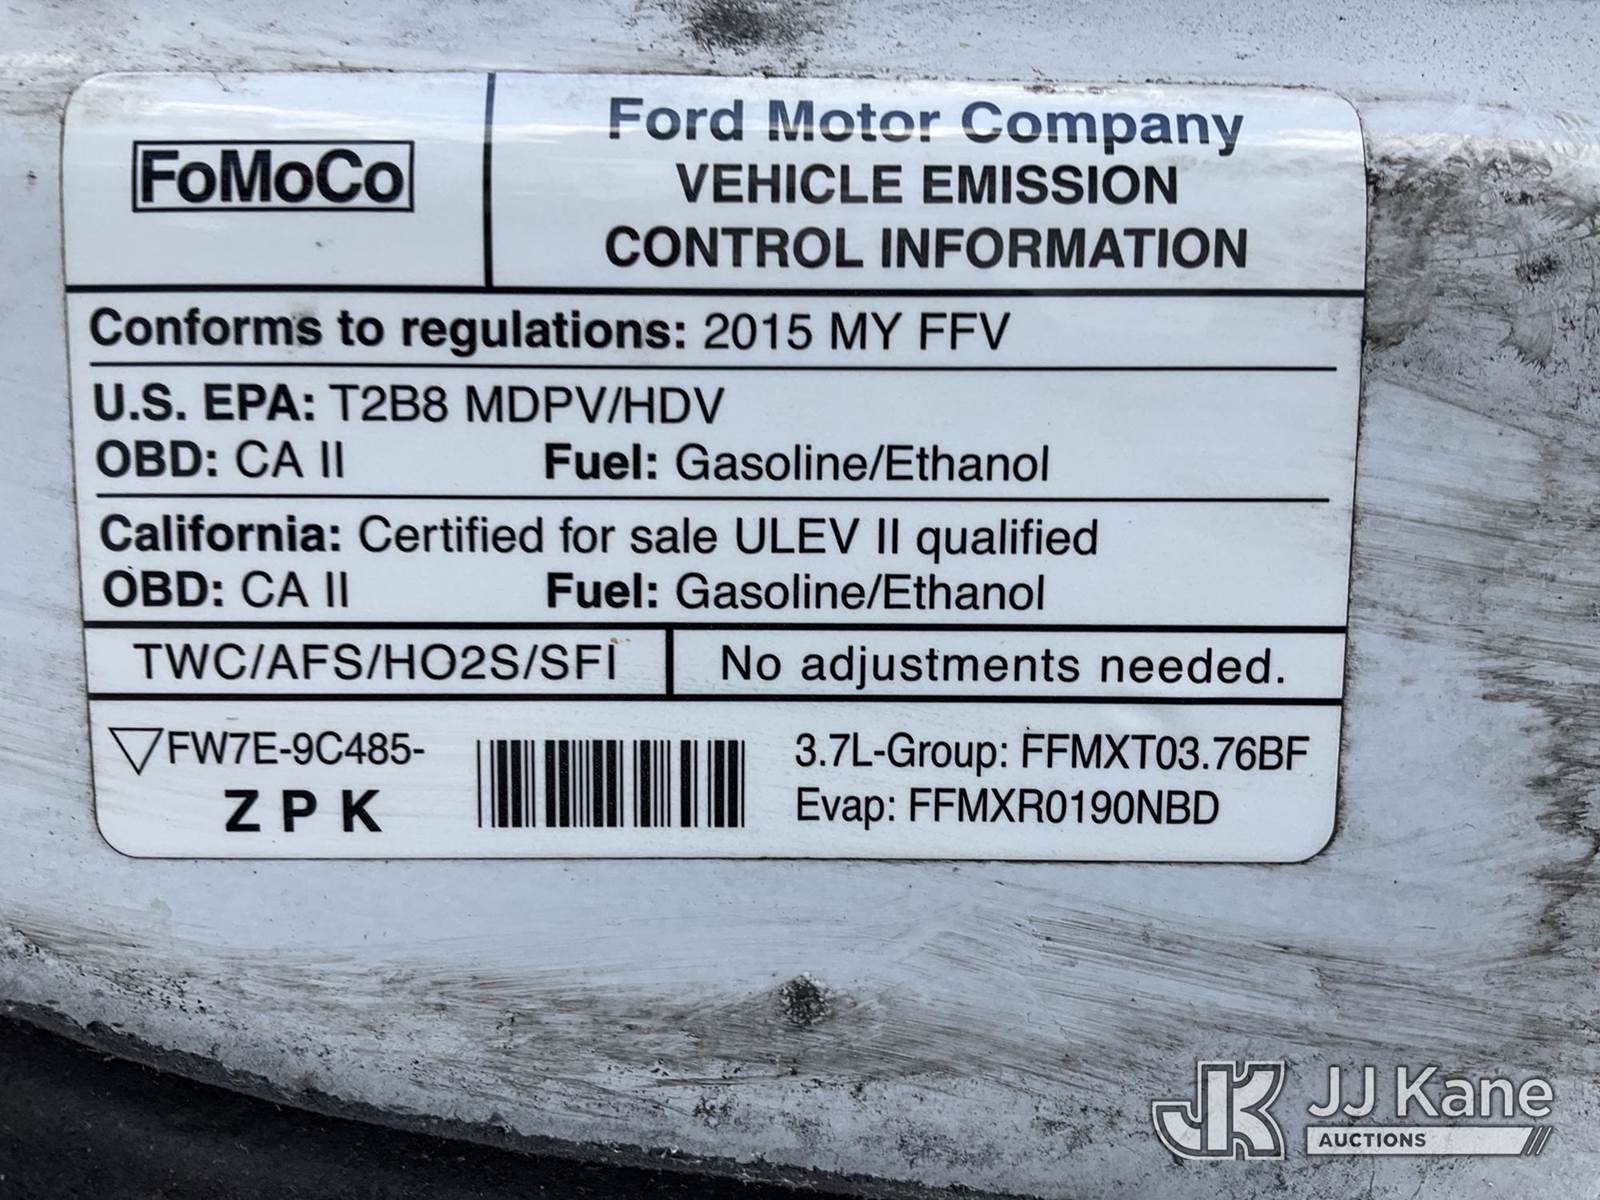 FoMoCo
Ford Motor Company
VEHICLE EMISSION
CONTROL INFORMATION
Conforms to regulations: 2015 MY FFV
U.S. EPA: T2B8 MDPV/HDV
OBD: CA II Fuel: Gasoline/Ethanol
California: Certified for sale ULEV II qualified
OBD: CA II Fuel: Gasoline/Ethanol
TWC/AFS/HO2S/SFI No adjustments needed.
FW7E-9C485-
Z P K
3.7L-Group: FFMXT03.76BF
Evap: FFMXR0190NBD
JK JJ Kane
AUCTIONS